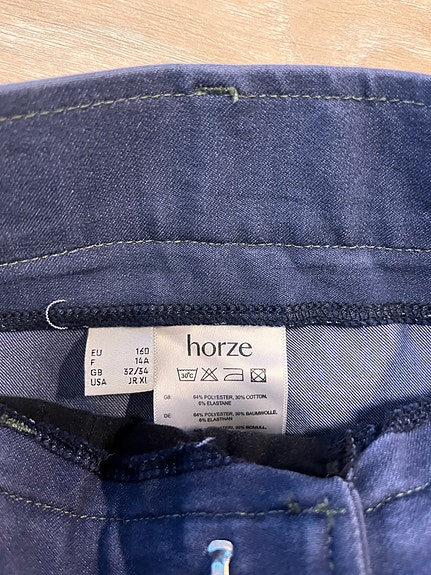 EU 160
F 14A
GB 32/34
USA JR XL
horze
30°C
GB: 64% POLYESTER, 30% COTTON,
6% ELASTANE
DE: 64% POLYESTER, 30% BAUMWOLLE,
6% ELASTHAN